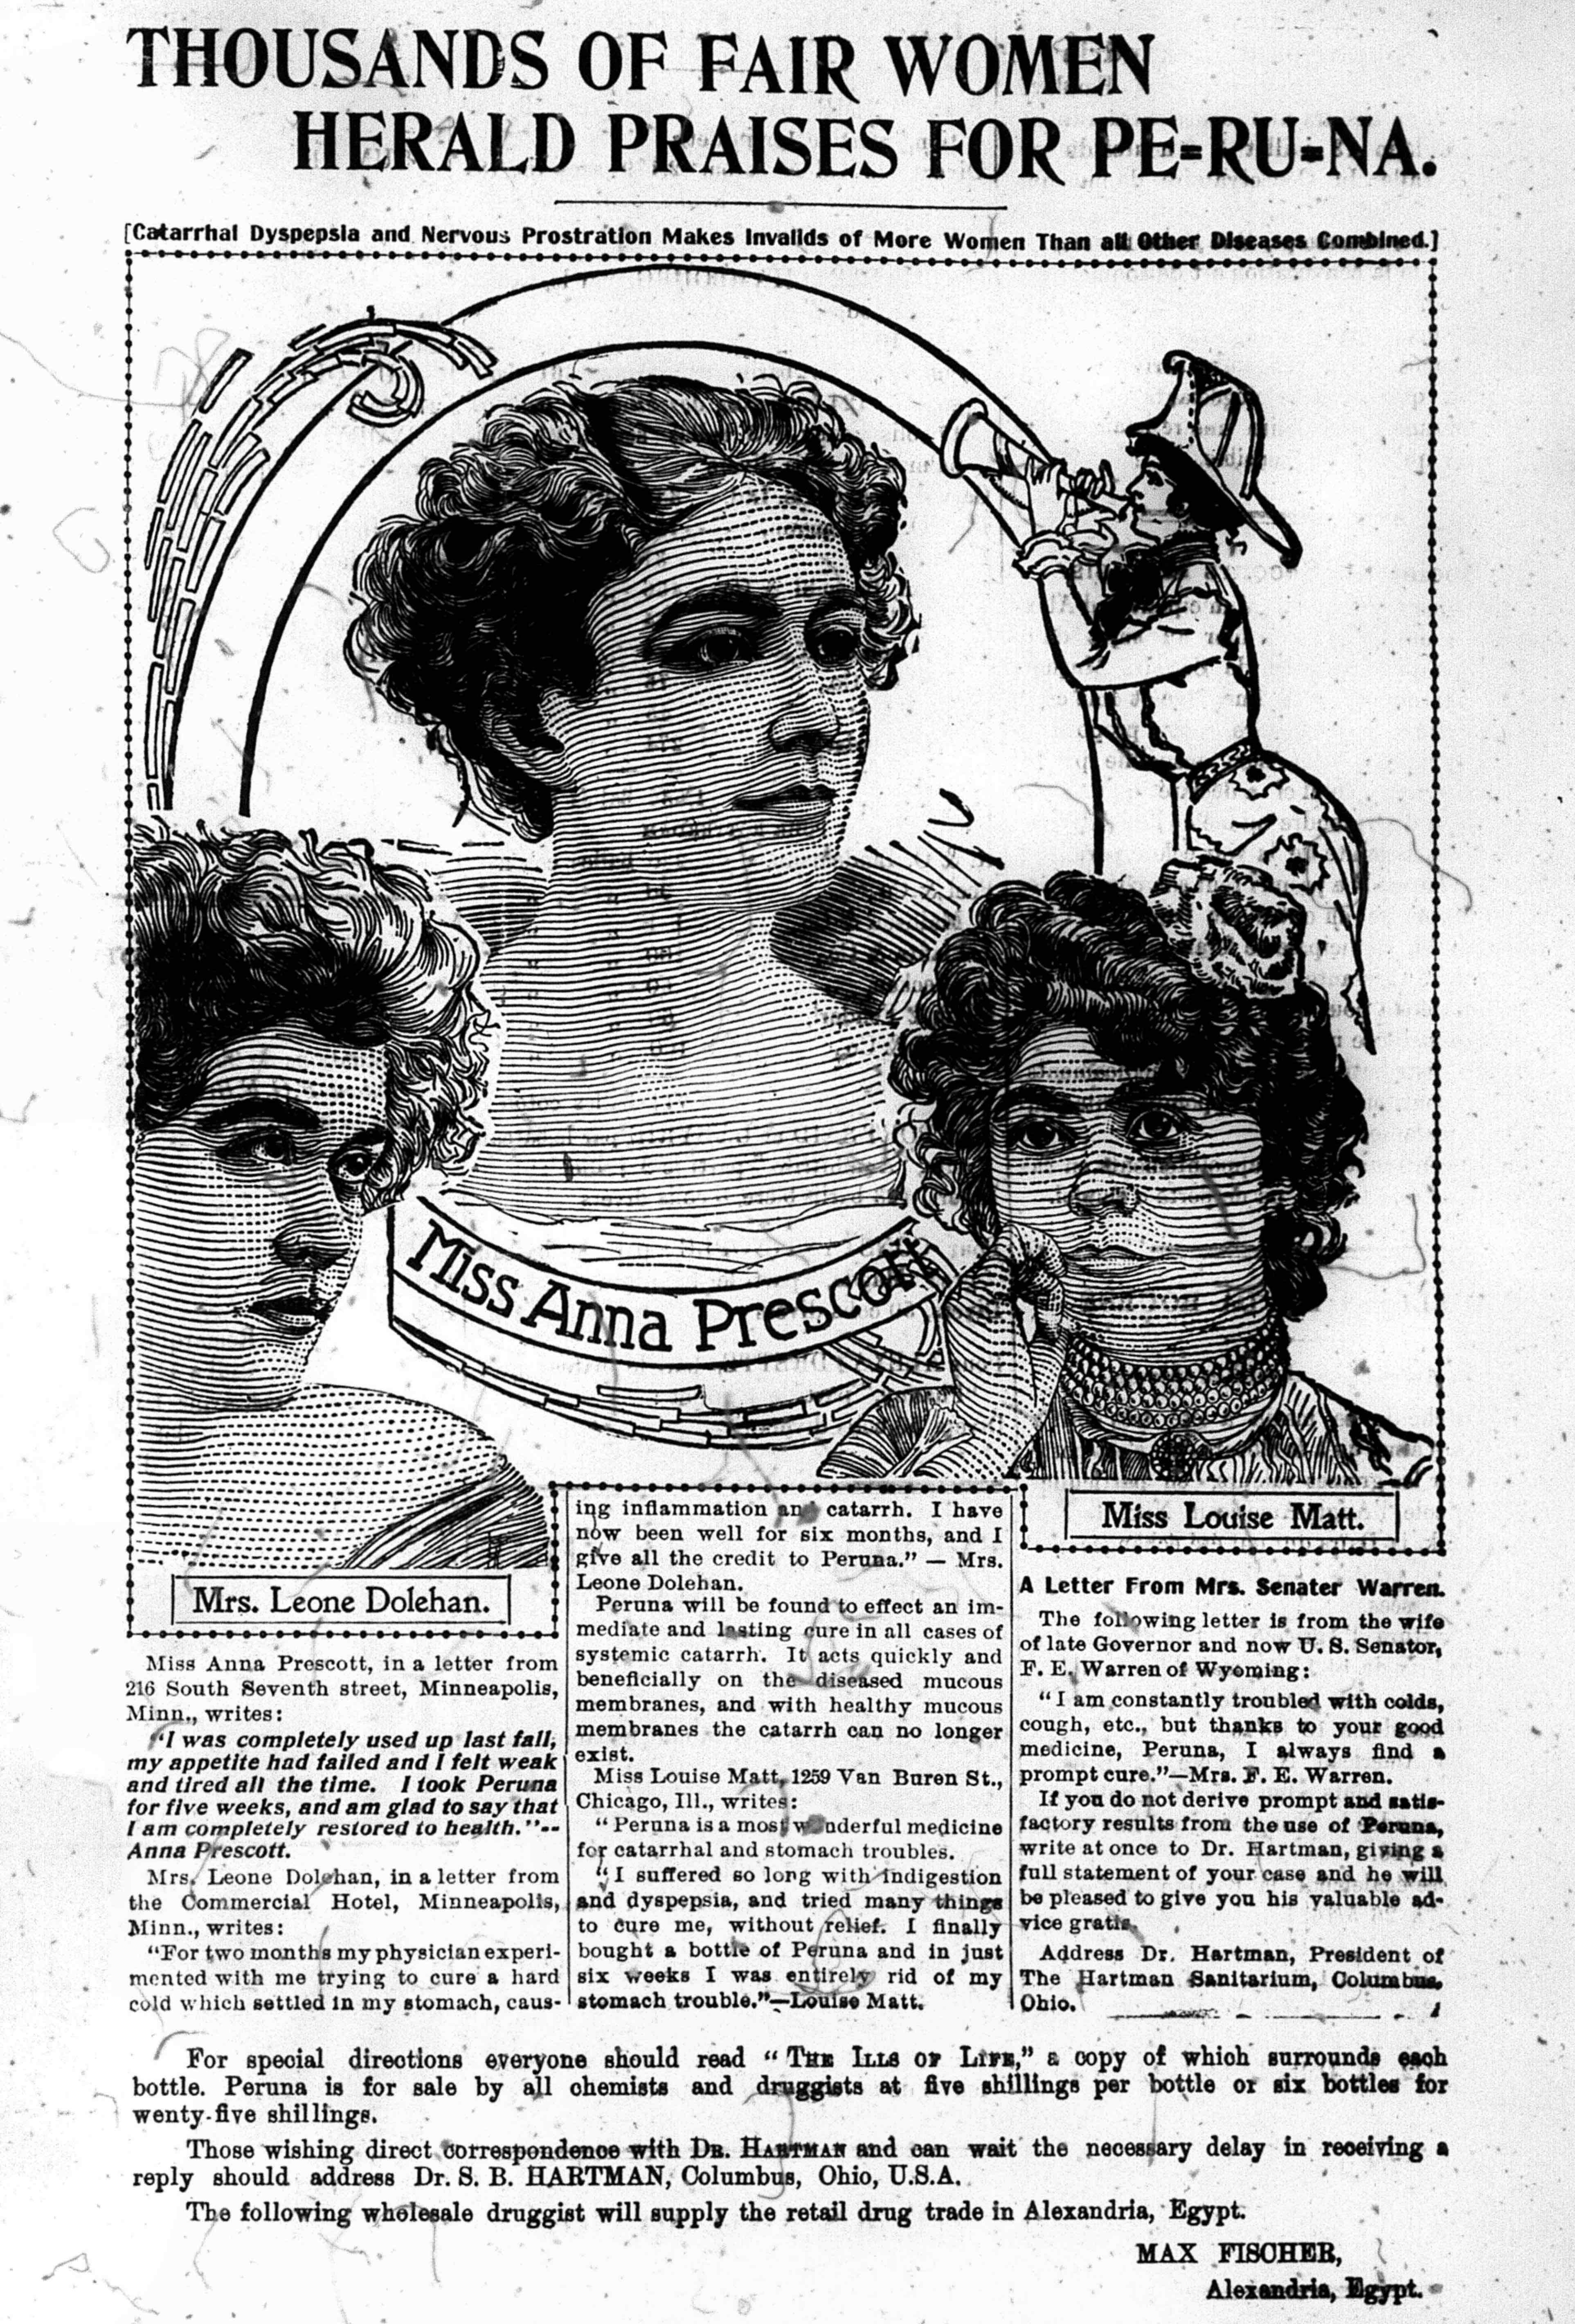 THOUSANDS OF FAIR WOMEN
HERALD PRAISES FOR PE-RU-NA.
[Catarrhal Dyspepsia and Nervous Prostration Makes Invalids of More Women Than all Other Diseases Combined.]
Miss Anna Prescott
Mrs. Leone Dolehan.
Miss Anna Prescott, in a letter from
216 South Seventh street, Minneapolis,
Minn., writes:
"I was completely used up last fall,
my appetite had failed and I felt weak
and tired all the time. I took Peruna
for five weeks, and am glad to say that
I am completely restored to health."--
Anna Prescott.
Mrs. Leone Dolehan, in a letter from
the Commercial Hotel, Minneapolis,
Minn., writes:
"For two months my physician experi-
mented with me trying to cure a hard
cold which settled in my stomach, caus-
ing inflammation and catarrh. I have
now been well for six months, and I
give all the credit to Peruna." — Mrs.
Leone Dolehan.
Peruna will be found to effect an im-
mediate and lasting cure in all cases of
systemic catarrh. It acts quickly and
beneficially on the diseased mucous
membranes, and with healthy mucous
membranes the catarrh can no longer
exist.
Miss Louise Matt, 1259 Van Buren St.,
Chicago, Ill., writes:
"Peruna is a most wonderful medicine
for catarrhal and stomach troubles.
"I suffered so long with indigestion
and dyspepsia, and tried many things
to cure me, without relief. I finally
bought a bottle of Peruna and in just
six weeks I was entirely rid of my
stomach trouble."—Louise Matt.
Miss Louise Matt.
A Letter From Mrs. Senater Warren.
The following letter is from the wife
of late Governor and now U. S. Senator,
F. E. Warren of Wyoming:
"I am constantly troubled with colds,
cough, etc., but thanks to your good
medicine, Peruna, I always find a
prompt cure."—Mrs. F. E. Warren.
If you do not derive prompt and satis-
factory results from the use of Peruna,
write at once to Dr. Hartman, giving a
full statement of your case and he will
be pleased to give you his valuable ad-
vice gratis.
Address Dr. Hartman, President of
The Hartman Sanitarium, Columbus,
Ohio.
For special directions everyone should read "THE ILLS OF LIFE," a copy of which surrounds each
bottle. Peruna is for sale by all chemists and druggists at five shillings per bottle or six bottles for
wenty-five shillings.
Those wishing direct correspondence with DR. HARTMAN and can wait the necessary delay in receiving a
reply should address Dr. S. B. HARTMAN, Columbus, Ohio, U.S.A.
The following wholesale druggist will supply the retail drug trade in Alexandria, Egypt.
MAX FISCHER,
Alexandria, Egypt.